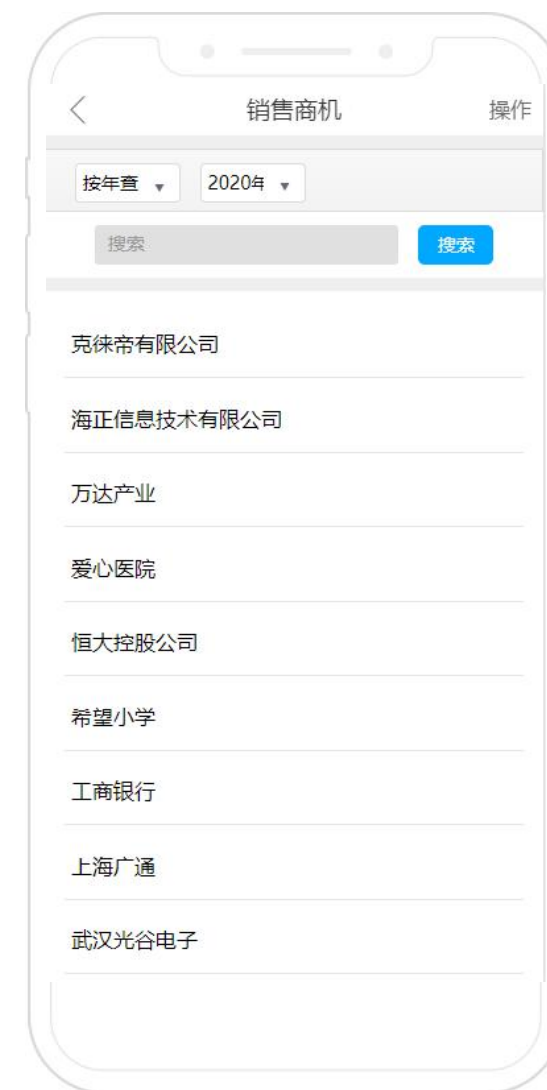 销售商机 操作
按年查 2020年
搜索 搜索
克徕帝有限公司
海正信息技术有限公司
万达产业
爱心医院
恒大控股公司
希望小学
工商银行
上海广通
武汉光谷电子